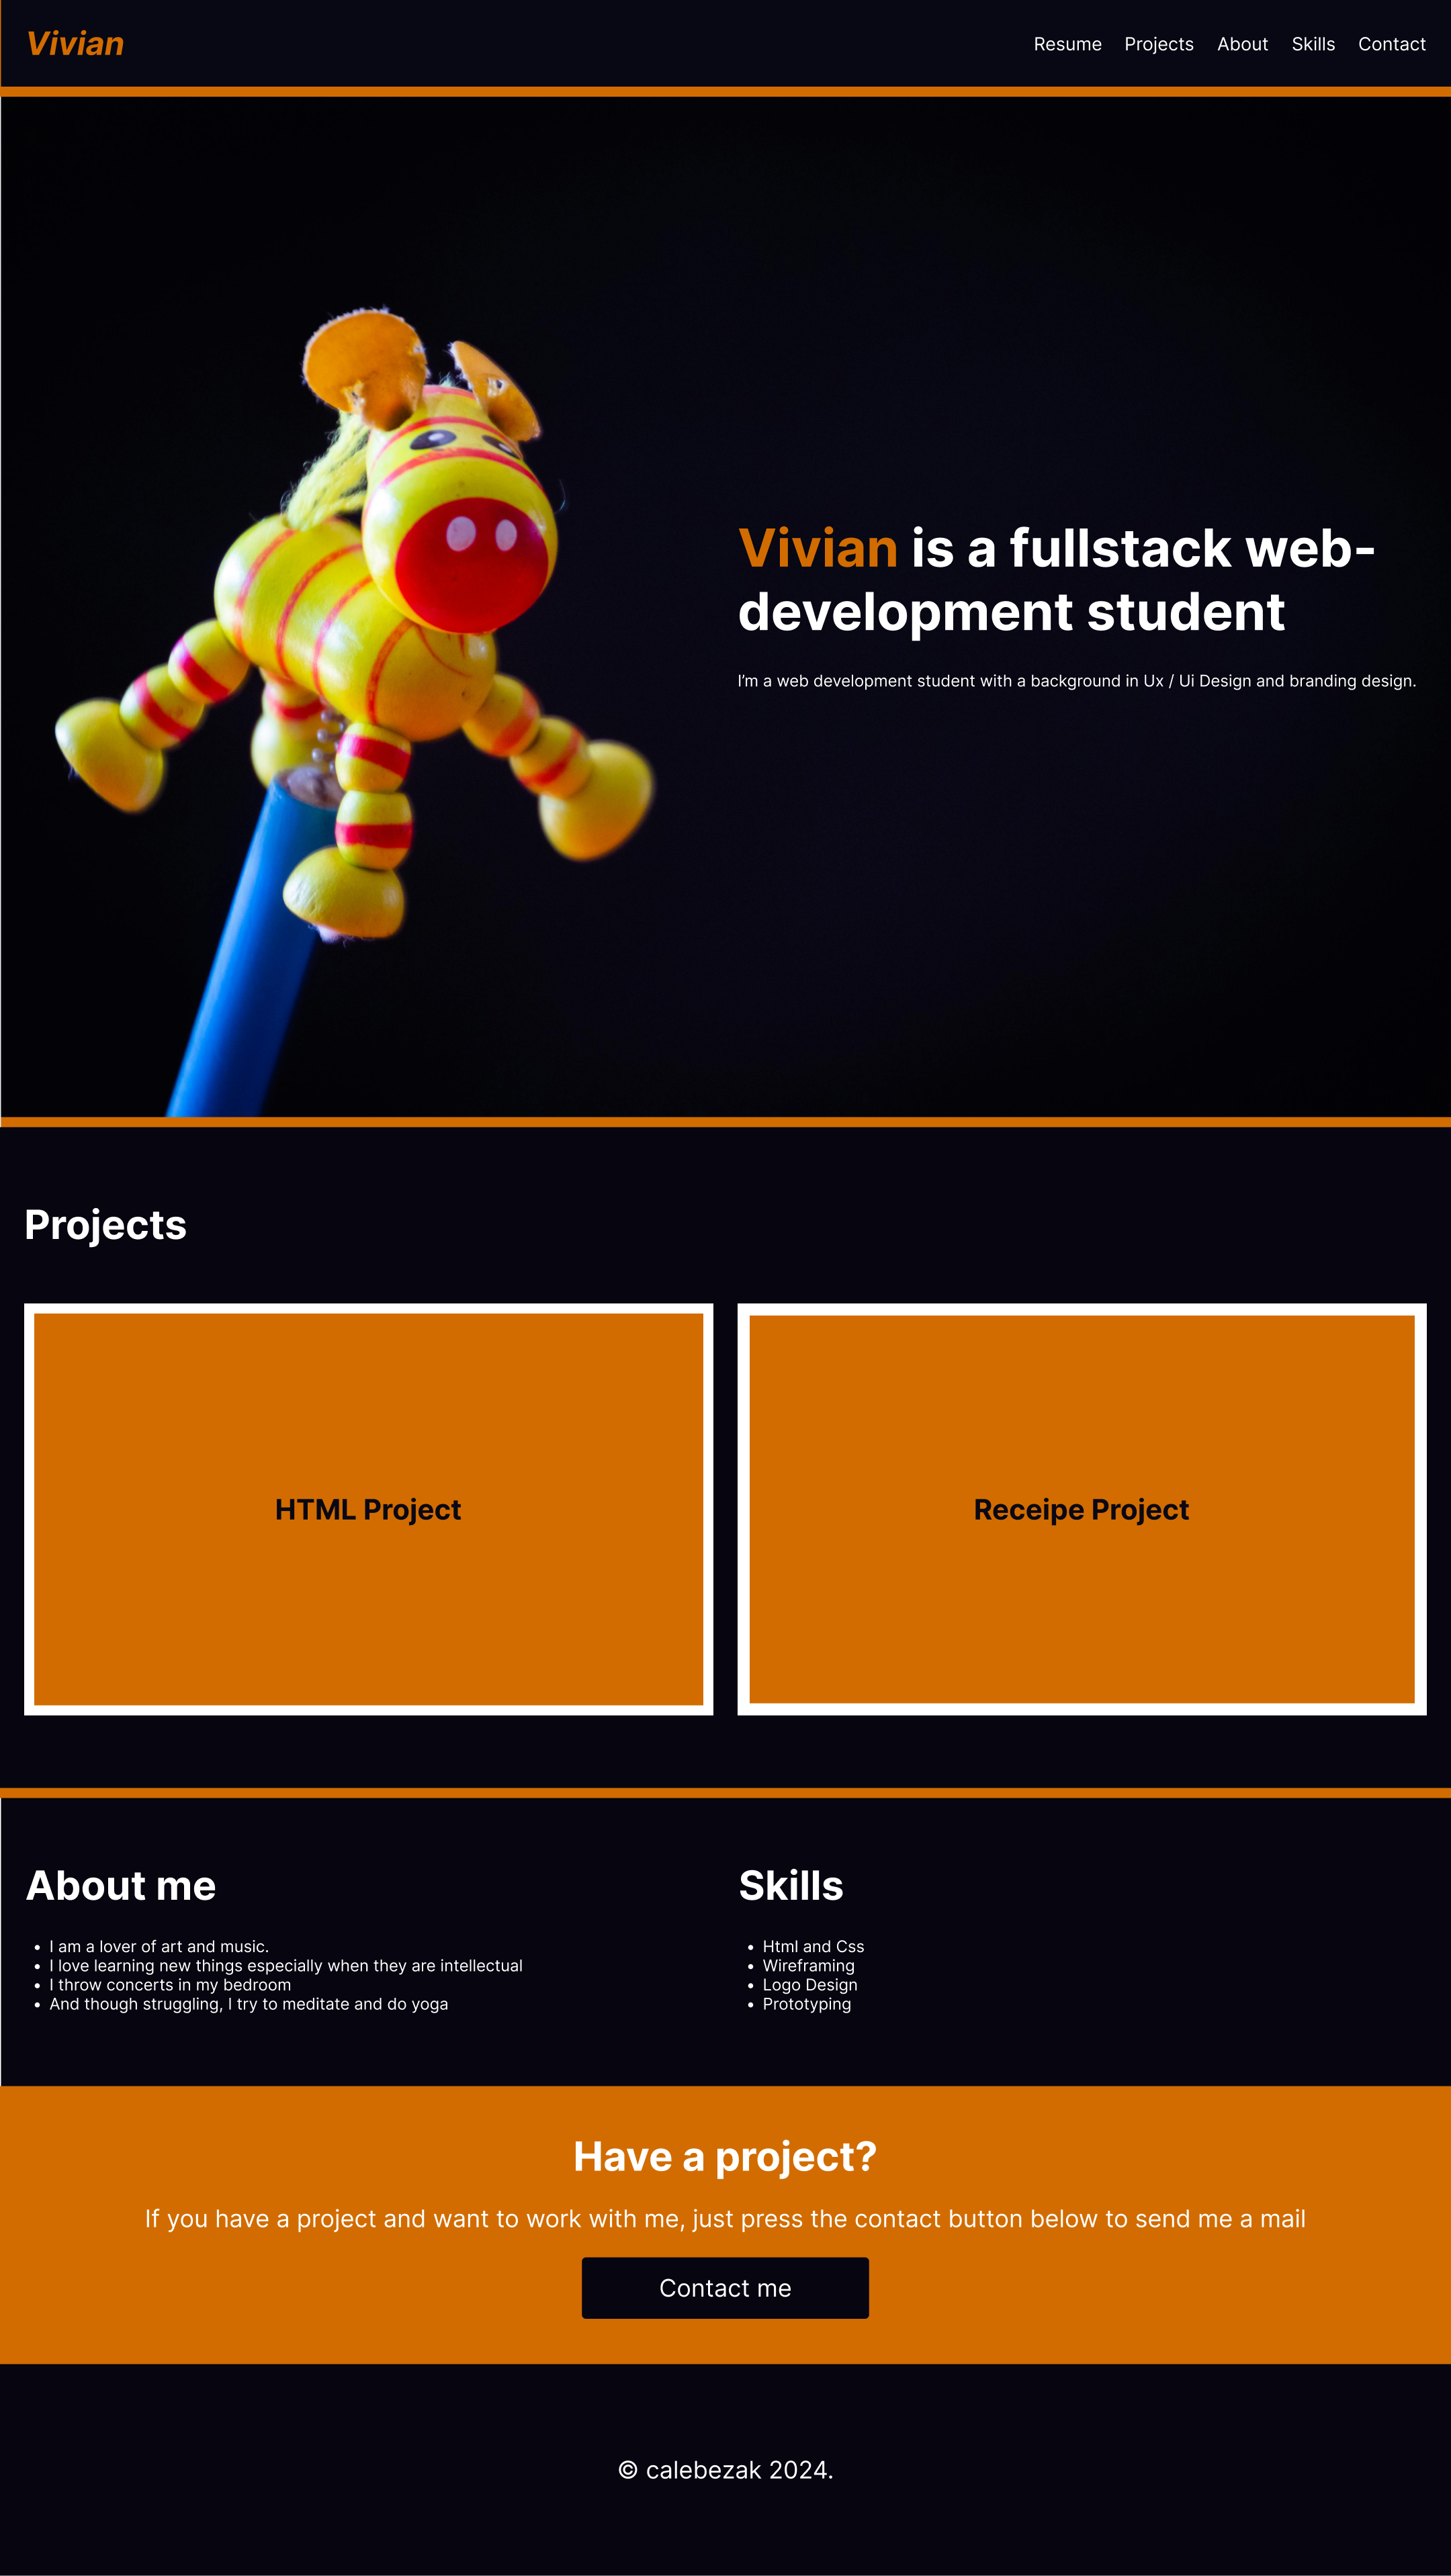 Vivian
Resume Projects About Skills Contact
Vivian is a fullstack web-
development student
I'm a web development student with a background in Ux / Ui Design and branding design.
Projects
HTML Project
Receipe Project
About me
• I am a lover of art and music.
• I love learning new things especially when they are intellectual
• I throw concerts in my bedroom
• And though struggling, I try to meditate and do yoga
Skills
• Html and Css
• Wireframing
• Logo Design
• Prototyping
Have a project?
If you have a project and want to work with me, just press the contact button below to send me a mail
Contact me
© calebezak 2024.